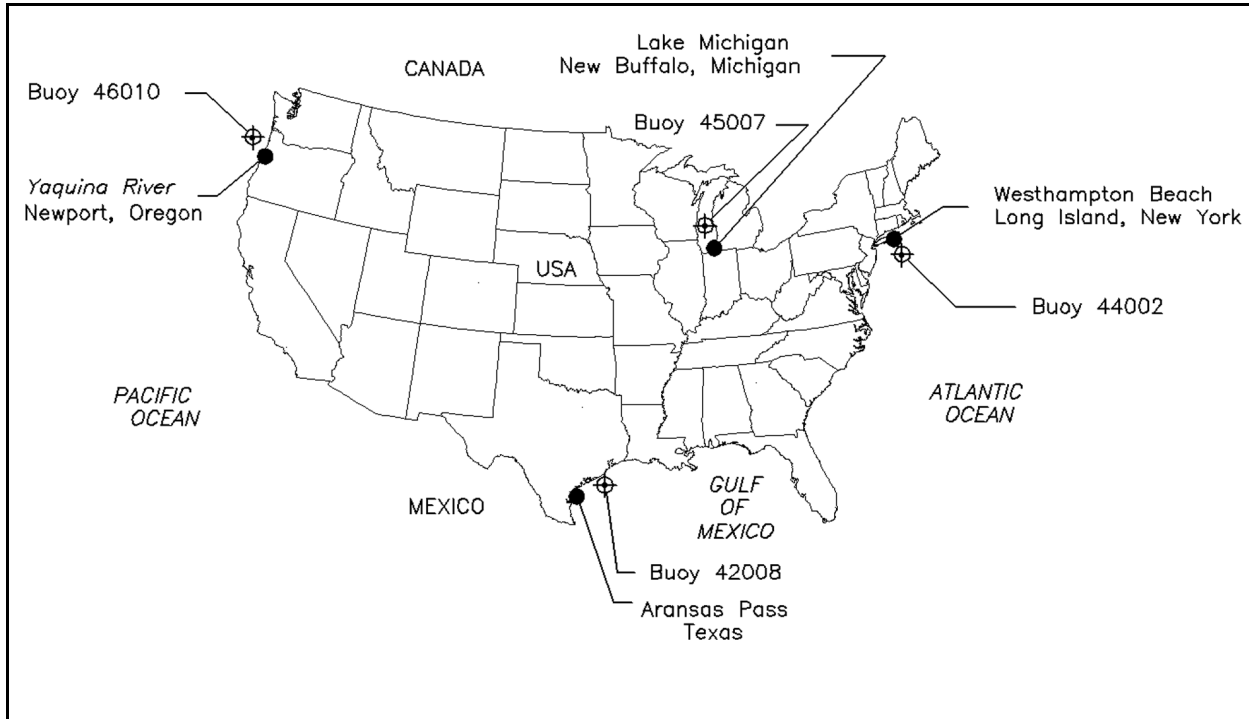 Lake Michigan
New Buffalo, Michigan
CANADA
Buoy 46010
Buoy 45007
Yaquina River
Newport, Oregon
Westhampton Beach
Long Island, New York
USA
Buoy 44002
PACIFIC
OCEAN
ATLANTIC
OCEAN
MEXICO
GULF
OF
MEXICO
Buoy 42008
Aransas Pass
Texas